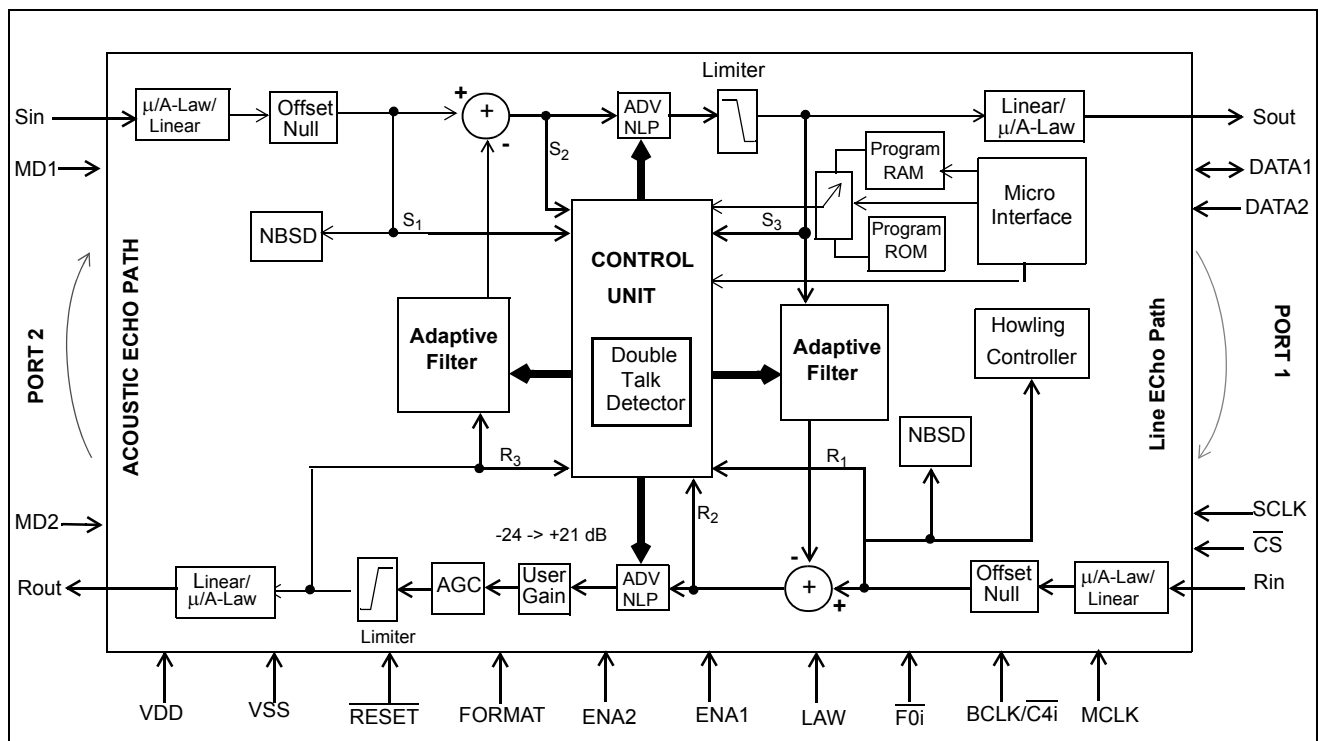 Limiter
Sin
μ/A-Law/
Linear
Offset
Null
+
+
-
ADV
NLP
Linear/
μ/A-Law
Sout
MD1
S2
Program
RAM
Micro
Interface
DATA1
DATA2
NBSD
S1
S3
Program
ROM
CONTROL
UNIT
PORT 2
ACOUSTIC ECHO PATH
Adaptive
Filter
Double
Talk
Detector
Adaptive
Filter
Howling
Controller
Line ECho Path
PORT 1
NBSD
R3
R1
R2
MD2
-24 -> +21 dB
SCLK
CS
Rout
Linear/
μ/A-Law
Limiter
AGC
User
Gain
ADV
NLP
-
+
+
Offset
Null
μ/A-Law/
Linear
Rin
VDD
VSS
RESET
FORMAT
ENA2
ENA1
LAW
F0i
BCLK/C4i
MCLK